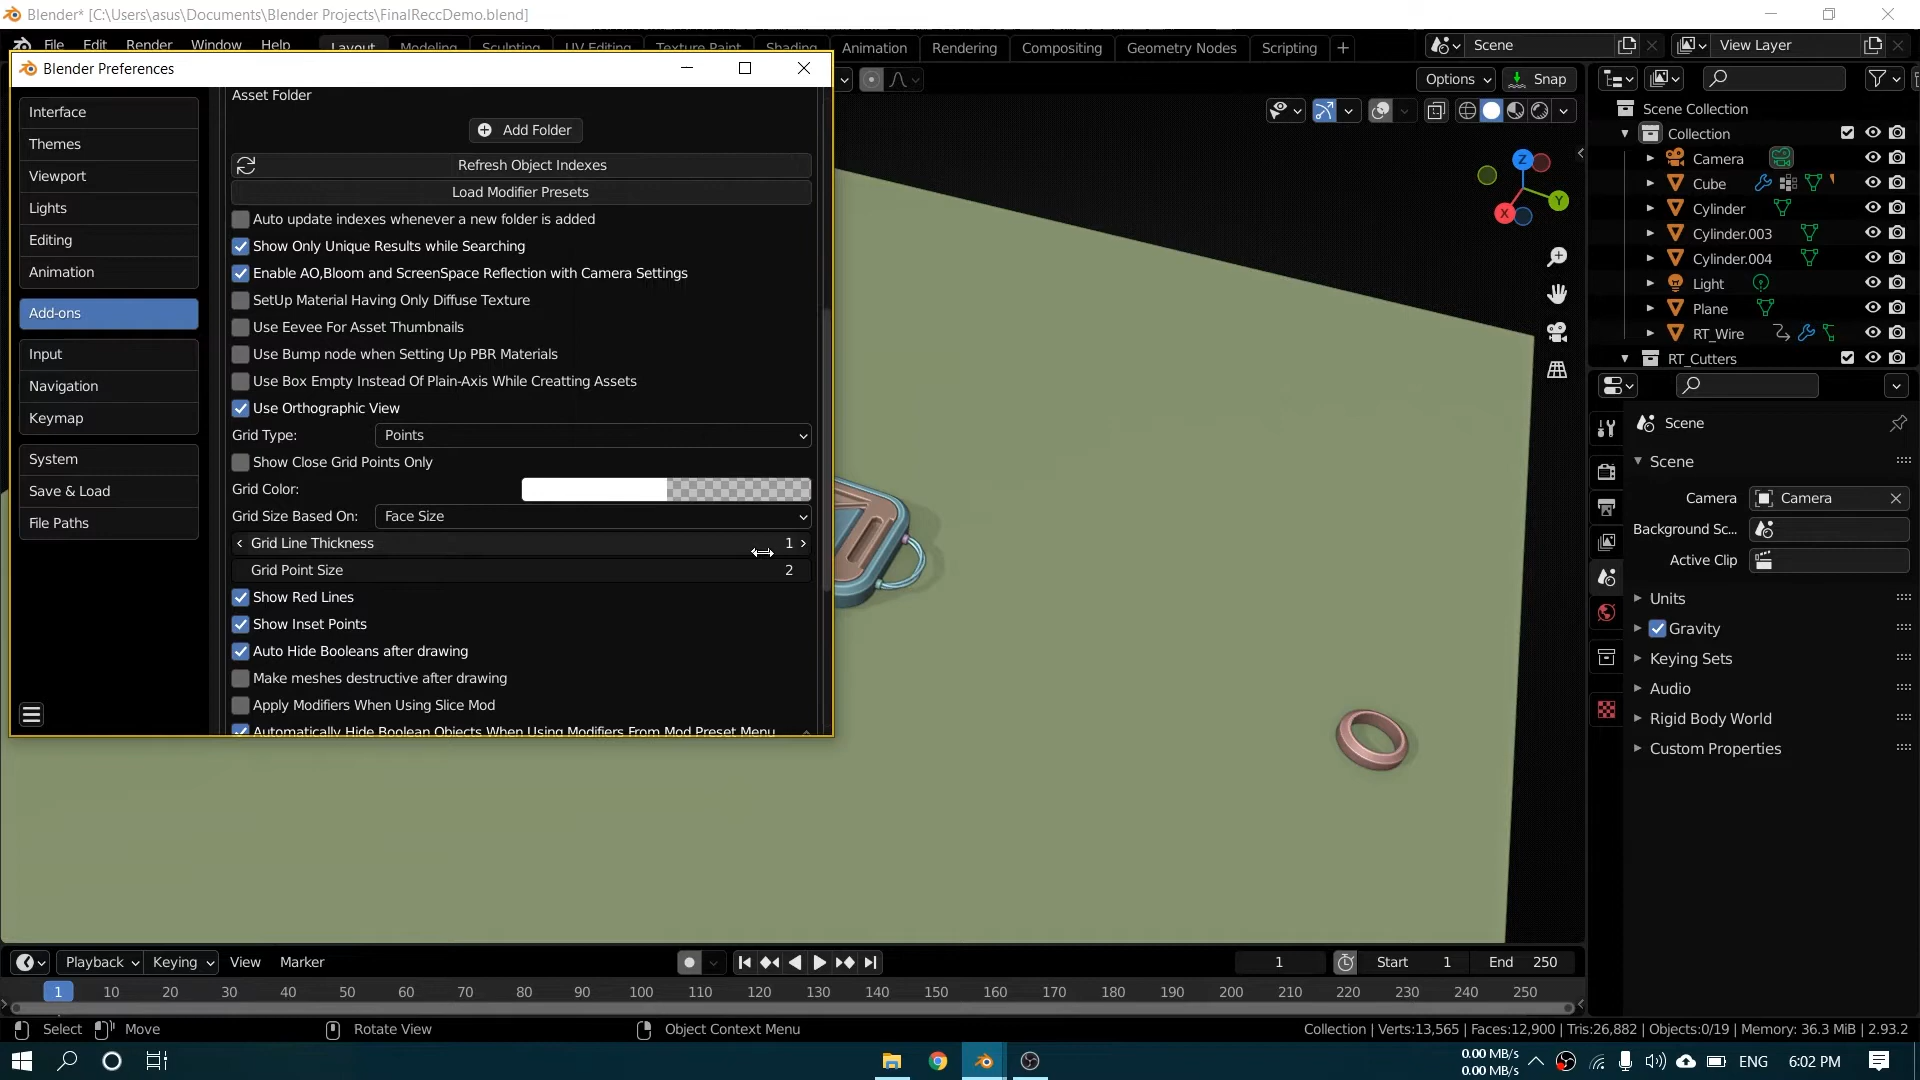 Blender* [C:\Users\asus\Documents\Blender Projects\FinalReccDemo.blend]
File Edit Render Window Help Layout Modeling Sculpting UV Editing Texture Paint Shading Animation Rendering Compositing Geometry Nodes Scripting + Scene View Layer
Blender Preferences
Options Snap
Interface
Themes
Viewport
Lights
Editing
Animation
Add-ons
Input
Navigation
Keymap
System
Save & Load
File Paths
Asset Folder
Add Folder
Refresh Object Indexes
Load Modifier Presets
Auto update indexes whenever a new folder is added
Show Only Unique Results while Searching
Enable AO,Bloom and ScreenSpace Reflection with Camera Settings
SetUp Material Having Only Diffuse Texture
Use Eevee For Asset Thumbnails
Use Bump node when Setting Up PBR Materials
Use Box Empty Instead Of Plain-Axis While Creatting Assets
Use Orthographic View
Grid Type: Points
Show Close Grid Points Only
Grid Color:
Grid Size Based On: Face Size
Grid Line Thickness 1
Grid Point Size 2
Show Red Lines
Show Inset Points
Auto Hide Booleans after drawing
Make meshes destructive after drawing
Apply Modifiers When Using Slice Mod
Automatically Hide Boolean Objects When Using Modifiers From Mod Preset Menu
Z
Y
X
Scene Collection
Collection
Camera
Cube
Cylinder
Cylinder.003
Cylinder.004
Light
Plane
RT_Wire
RT_Cutters
Scene
Scene
Camera Camera
Background Sc...
Active Clip
Units
Gravity
Keying Sets
Audio
Rigid Body World
Custom Properties
Playback Keying View Marker 1 Start 1 End 250
1 10 20 30 40 50 60 70 80 90 100 110 120 130 140 150 160 170 180 190 200 210 220 230 240 250
Select Move Rotate View Object Context Menu Collection | Verts:13,565 | Faces:12,900 | Tris:26,882 | Objects:0/19 | Memory: 36.3 MiB | 2.93.2
0.00 MB/s
0.00 MB/s
ENG 6:02 PM